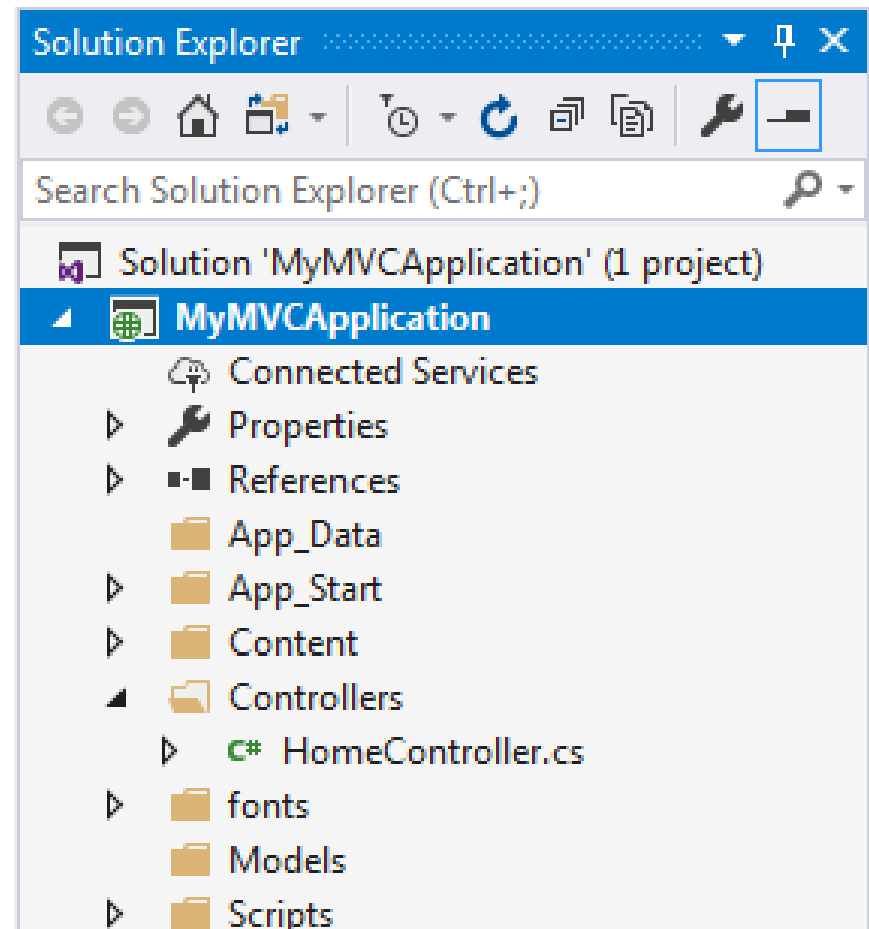 Solution Explorer
Search Solution Explorer (Ctrl+;)
Solution 'MyMVCApplication' (1 project)
MyMVCApplication
Connected Services
Properties
References
App_Data
App_Start
Content
Controllers
C# HomeController.cs
fonts
Models
Scripts